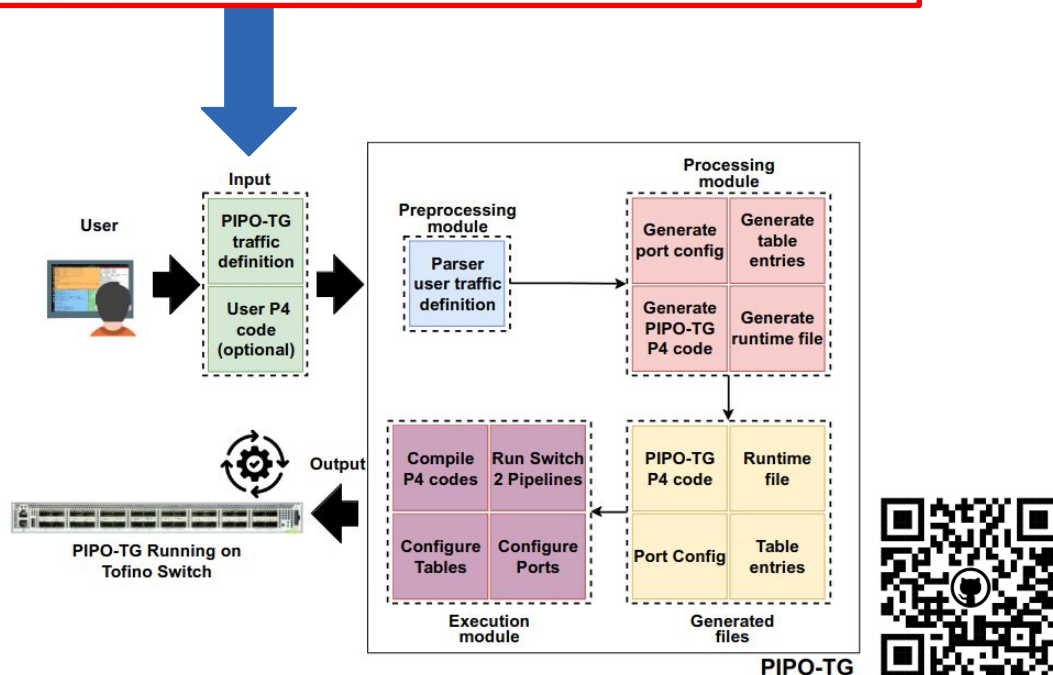 Input
User
PIPO-TG
traffic
definition
User P4
code
(optional)
Preprocessing
module
Parser
user traffic
definition
Processing
module
Generate
port config
Generate
table
entries
Generate
PIPO-TG
P4 code
Generate
runtime file
Output
Compile
P4 codes
Run Switch
2 Pipelines
Configure
Tables
Configure
Ports
Execution
module
PIPO-TG
P4 code
Runtime
file
Port Config
Table
entries
Generated
files
PIPO-TG Running on
Tofino Switch
PIPO-TG